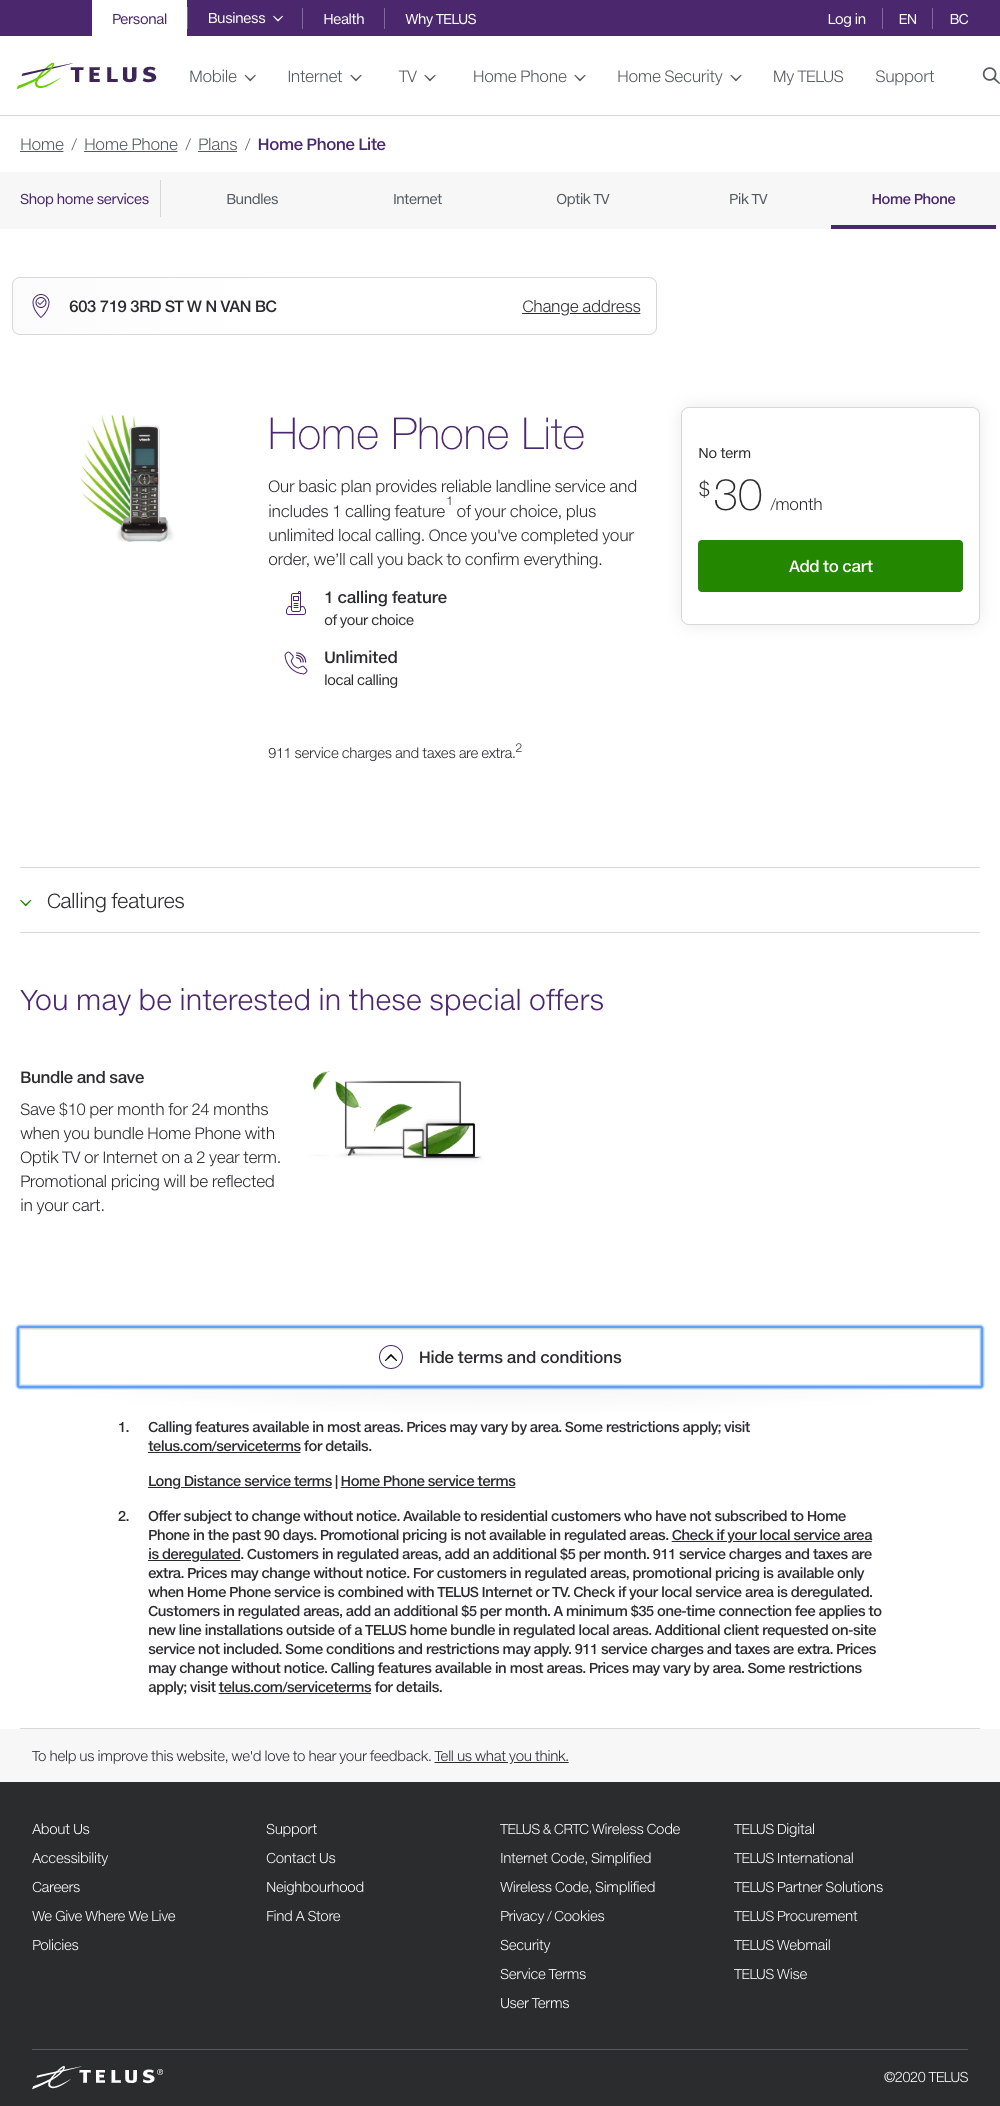 Personal
Business
Health
Why TELUS
Log in
EN
BC
TELUS
Mobile
Internet
TV
Home Phone
Home Security
My TELUS
Support
Home / Home Phone / Plans / Home Phone Lite
Shop home services
Bundles
Internet
Optik TV
Pik TV
Home Phone
603 719 3RD ST W N VAN BC
Change address
Home Phone Lite
Our basic plan provides reliable landline service and
includes 1 calling feature1 of your choice, plus
unlimited local calling. Once you've completed your
order, we'll call you back to confirm everything.
1 calling feature
of your choice
Unlimited
local calling
911 service charges and taxes are extra.2
No term
$30 /month
Add to cart
Calling features
You may be interested in these special offers
Bundle and save
Save $10 per month for 24 months
when you bundle Home Phone with
Optik TV or Internet on a 2 year term.
Promotional pricing will be reflected
in your cart.
Hide terms and conditions
1. Calling features available in most areas. Prices may vary by area. Some restrictions apply; visit
telus.com/serviceterms for details.
Long Distance service terms | Home Phone service terms
2. Offer subject to change without notice. Available to residential customers who have not subscribed to Home
Phone in the past 90 days. Promotional pricing is not available in regulated areas. Check if your local service area
is deregulated. Customers in regulated areas, add an additional $5 per month. 911 service charges and taxes are
extra. Prices may change without notice. For customers in regulated areas, promotional pricing is available only
when Home Phone service is combined with TELUS Internet or TV. Check if your local service area is deregulated.
Customers in regulated areas, add an additional $5 per month. A minimum $35 one-time connection fee applies to
new line installations outside of a TELUS home bundle in regulated local areas. Additional client requested on-site
service not included. Some conditions and restrictions may apply. 911 service charges and taxes are extra. Prices
may change without notice. Calling features available in most areas. Prices may vary by area. Some restrictions
apply; visit telus.com/serviceterms for details.
To help us improve this website, we'd love to hear your feedback. Tell us what you think.
About Us
Accessibility
Careers
We Give Where We Live
Policies
Support
Contact Us
Neighbourhood
Find A Store
TELUS & CRTC Wireless Code
Internet Code, Simplified
Wireless Code, Simplified
Privacy / Cookies
Security
Service Terms
User Terms
TELUS Digital
TELUS International
TELUS Partner Solutions
TELUS Procurement
TELUS Webmail
TELUS Wise
TELUS®
©2020 TELUS